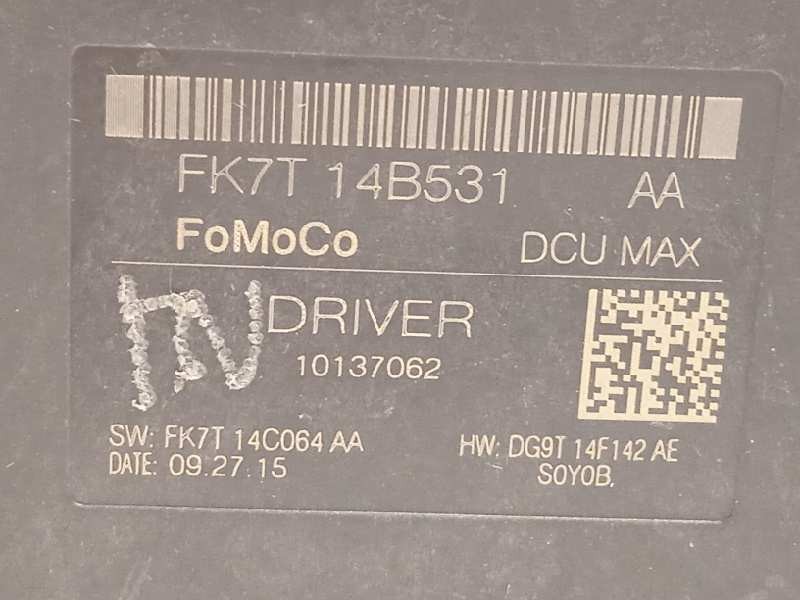 FK7T 14B531 AA
FoMoCo DCU MAX
DRIVER
10137062
SW: FK7T 14C064 AA HW: DG9T 14F142 AE
DATE: 09.27.15 S0Y0B